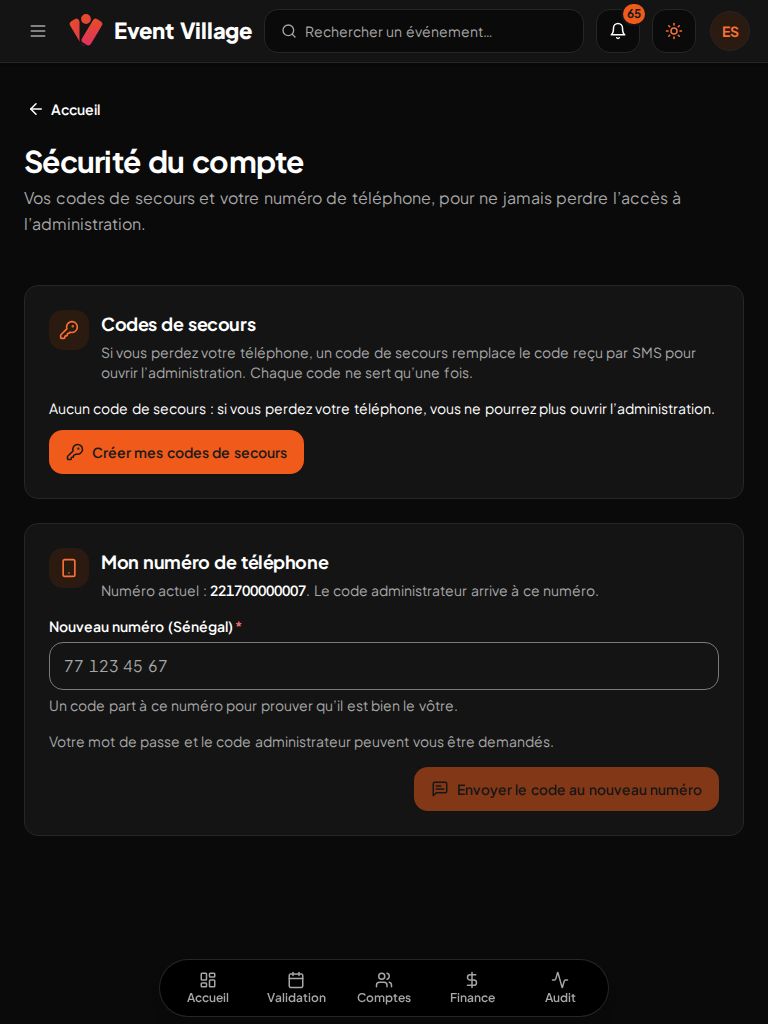 Event Village
Rechercher un événement…
65
ES
Accueil
Sécurité du compte
Vos codes de secours et votre numéro de téléphone, pour ne jamais perdre l’accès à
l’administration.
Codes de secours
Si vous perdez votre téléphone, un code de secours remplace le code reçu par SMS pour
ouvrir l’administration. Chaque code ne sert qu’une fois.
Aucun code de secours : si vous perdez votre téléphone, vous ne pourrez plus ouvrir l’administration.
Créer mes codes de secours
Mon numéro de téléphone
Numéro actuel : 221700000007. Le code administrateur arrive à ce numéro.
Nouveau numéro (Sénégal) *
77 123 45 67
Un code part à ce numéro pour prouver qu’il est bien le vôtre.
Votre mot de passe et le code administrateur peuvent vous être demandés.
Envoyer le code au nouveau numéro
Accueil
Validation
Comptes
Finance
Audit